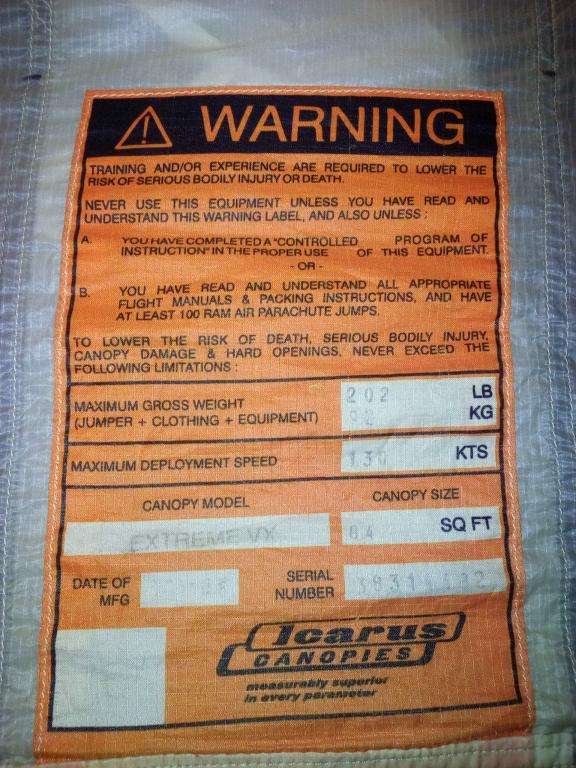 WARNING
TRAINING AND/OR EXPERIENCE ARE REQUIRED TO LOWER THE
RISK OF SERIOUS BODILY INJURY OR DEATH.
NEVER USE THIS EQUIPMENT UNLESS YOU HAVE READ AND
UNDERSTAND THIS WARNING LABEL, AND ALSO UNLESS :
A. YOU HAVE COMPLETED A "CONTROLLED PROGRAM OF
INSTRUCTION" IN THE PROPER USE OF THIS EQUIPMENT.
- OR -
B. YOU HAVE READ AND UNDERSTAND ALL APPROPRIATE
FLIGHT MANUALS & PACKING INSTRUCTIONS, AND HAVE
AT LEAST 100 RAM AIR PARACHUTE JUMPS.
TO LOWER THE RISK OF DEATH, SERIOUS BODILY INJURY,
CANOPY DAMAGE & HARD OPENINGS, NEVER EXCEED THE
FOLLOWING LIMITATIONS :
202 LB
MAXIMUM GROSS WEIGHT
(JUMPER + CLOTHING + EQUIPMENT) 92 KG
MAXIMUM DEPLOYMENT SPEED 130 KTS
CANOPY MODEL CANOPY SIZE
EXTREME VX 84 SQ FT
DATE OF
MFG
SERIAL
NUMBER
Icarus
CANOPIES
measurably superior
in every parameter